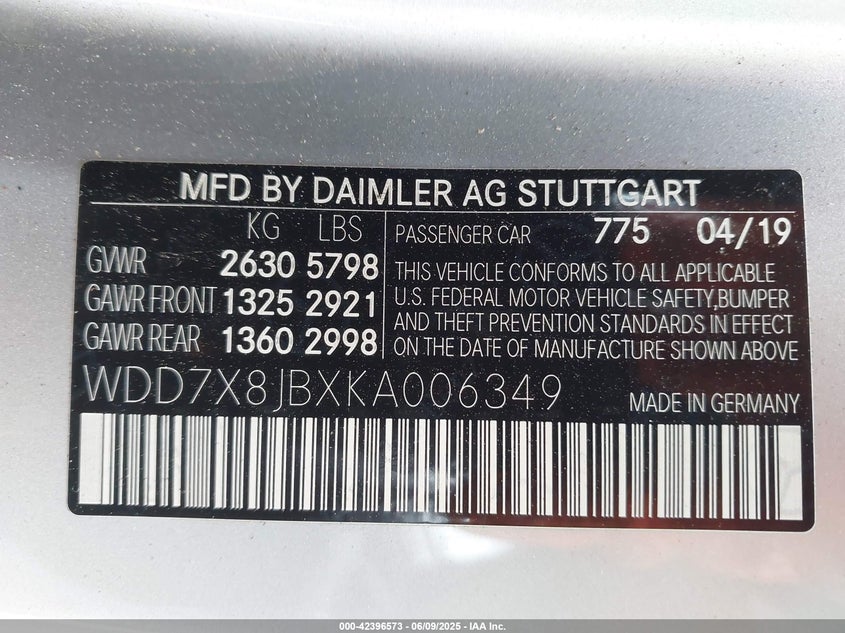 MFD BY DAIMLER AG STUTTGART
KG LBS
GVWR 2630 5798
GAWR FRONT 1325 2921
GAWR REAR 1360 2998
PASSENGER CAR 775 04/19
THIS VEHICLE CONFORMS TO ALL APPLICABLE
U.S. FEDERAL MOTOR VEHICLE SAFETY,BUMPER
AND THEFT PREVENTION STANDARDS IN EFFECT
ON THE DATE OF MANUFACTURE SHOWN ABOVE
WDD7X8JBXKA006349
MADE IN GERMANY
000-42396573 - 06/09/2025 - IAA Inc.